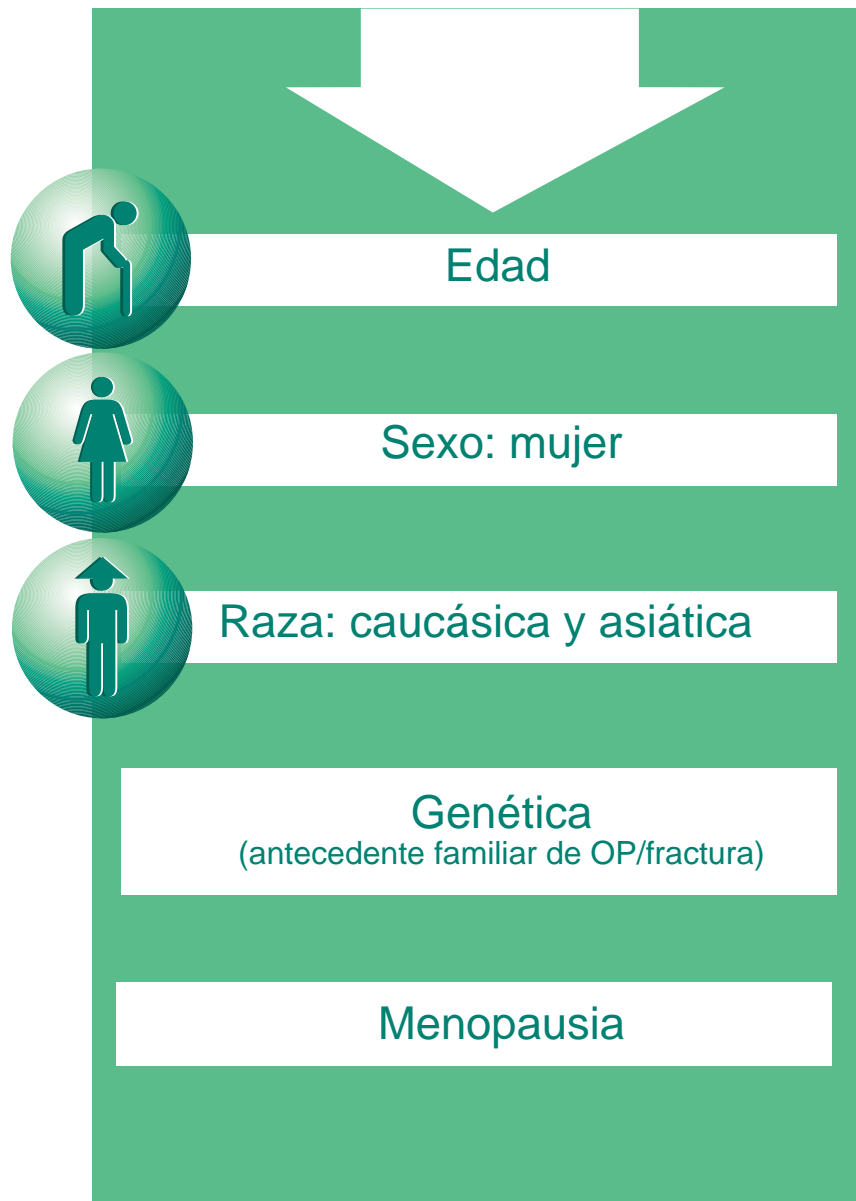 Edad
Sexo: mujer
Raza: caucásica y asiática
Genética
(antecedente familiar de OP/fractura)
Menopausia